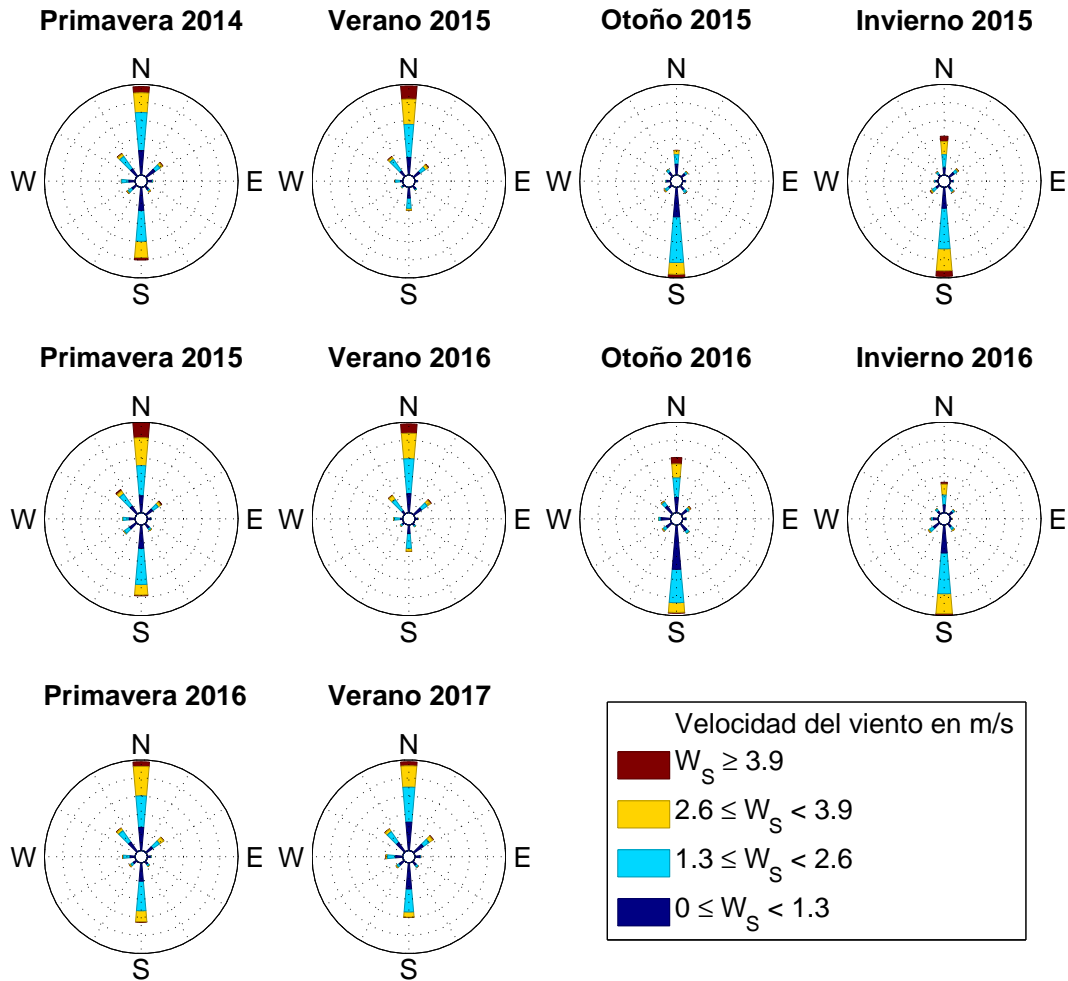 Primavera 2014 Verano 2015 Otoño 2015 Invierno 2015
N N N N
W E W E W E W E
S S S S
Primavera 2015 Verano 2016 Otoño 2016 Invierno 2016
N N N N
W E W E W E W E
S S S S
Primavera 2016 Verano 2017
N N
W E W E
S S
Velocidad del viento en m/s
W_S ≥ 3.9
2.6 ≤ W_S < 3.9
1.3 ≤ W_S < 2.6
0 ≤ W_S < 1.3